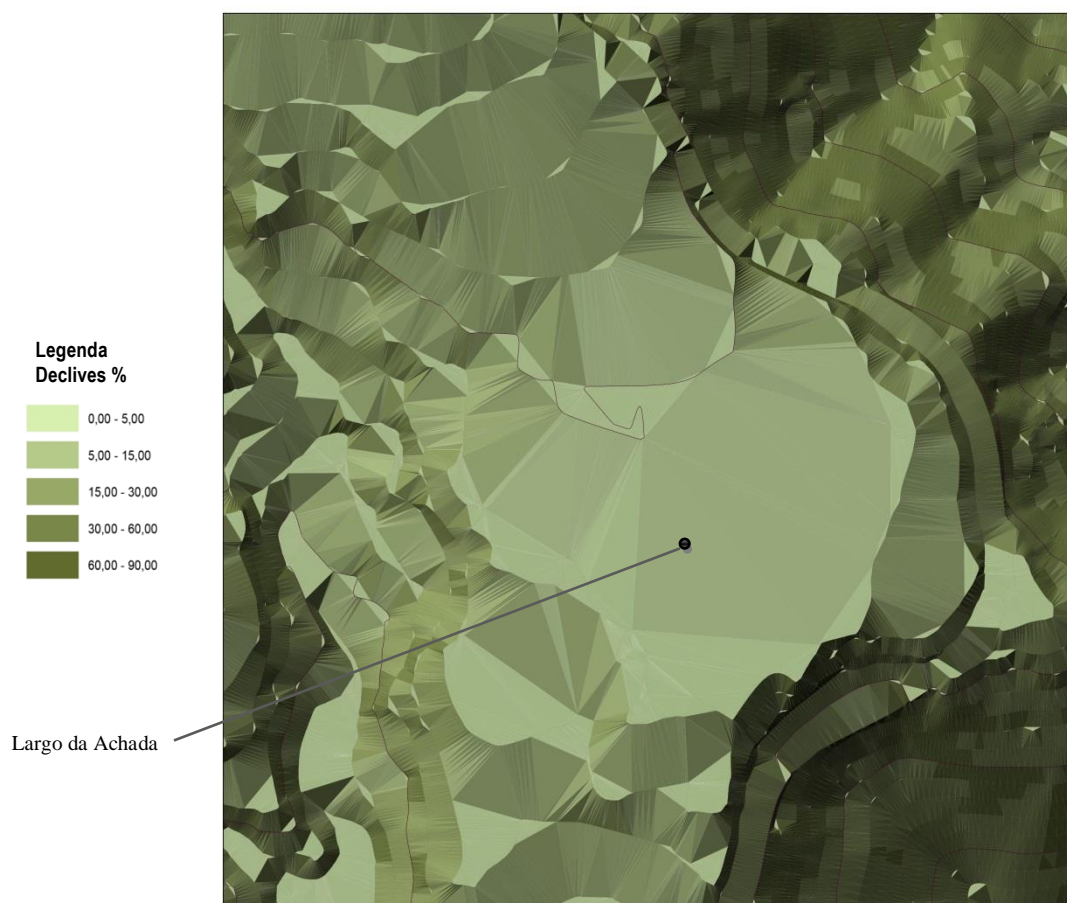 Legenda
Declives %
0,00 - 5,00
5,00 - 15,00
15,00 - 30,00
30,00 - 60,00
60,00 - 90,00
Largo da Achada